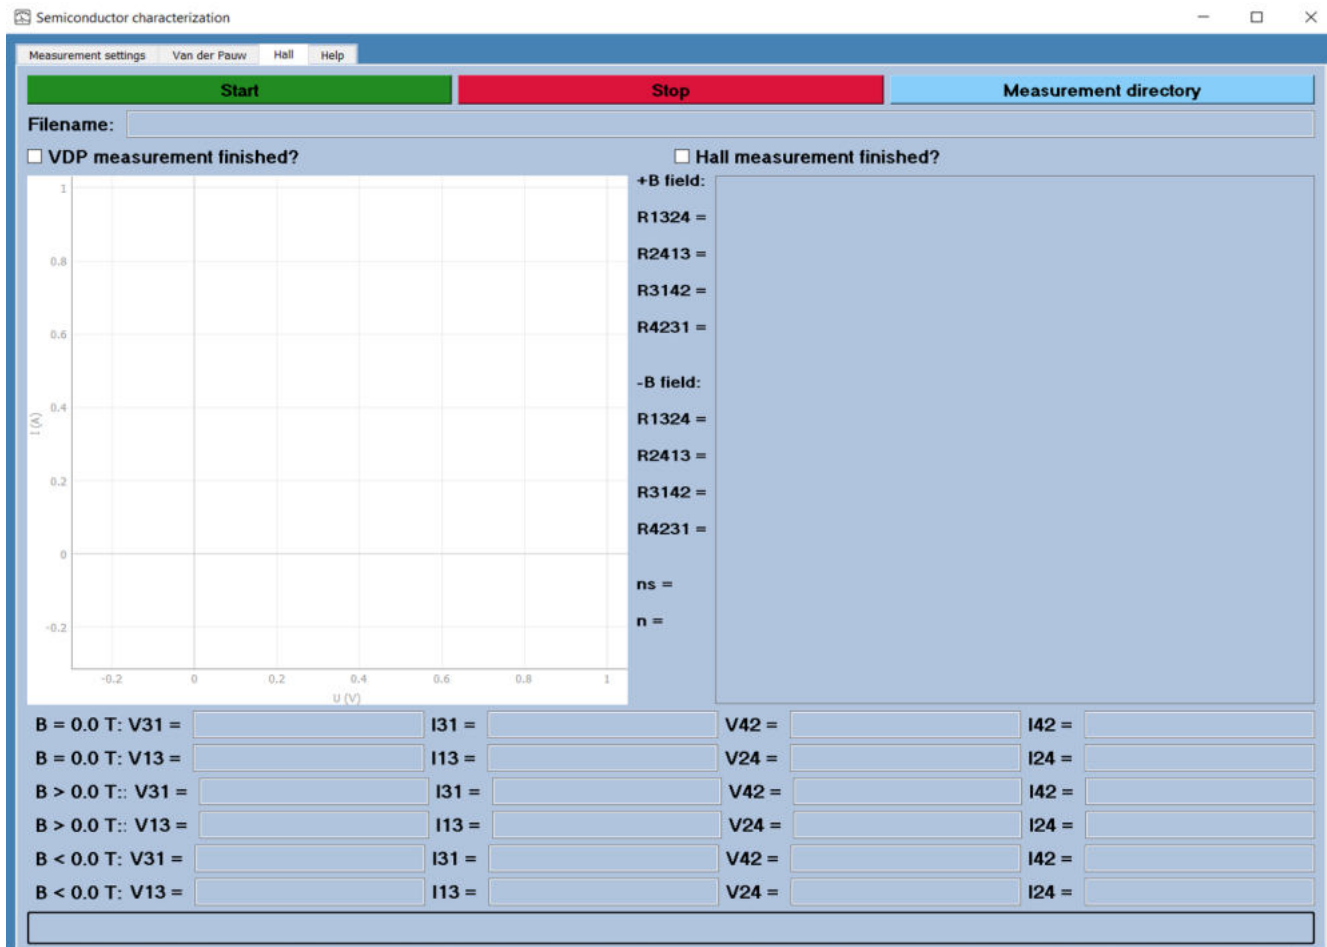 Semiconductor characterization
Measurement settings Van der Pauw Hall Help
Start Stop Measurement directory
Filename:
VDP measurement finished? Hall measurement finished?
+B field:
R1324 =
R2413 =
R3142 =
R4231 =
-B field:
R1324 =
R2413 =
R3142 =
R4231 =
ns =
n =
1
0.8
0.6
0.4
0.2
0
-0.2
I (A)
-0.2 0 0.2 0.4 0.6 0.8 1
U (V)
B = 0.0 T: V31 = I31 = V42 = I42 =
B = 0.0 T: V13 = I13 = V24 = I24 =
B > 0.0 T:: V31 = I31 = V42 = I42 =
B > 0.0 T:: V13 = I13 = V24 = I24 =
B < 0.0 T: V31 = I31 = V42 = I42 =
B < 0.0 T: V13 = I13 = V24 = I24 =